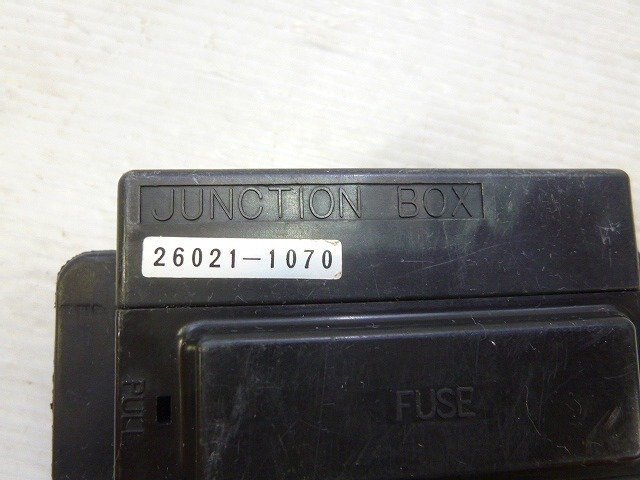 JUNCTION BOX
26021-1070
FUSE
PULL